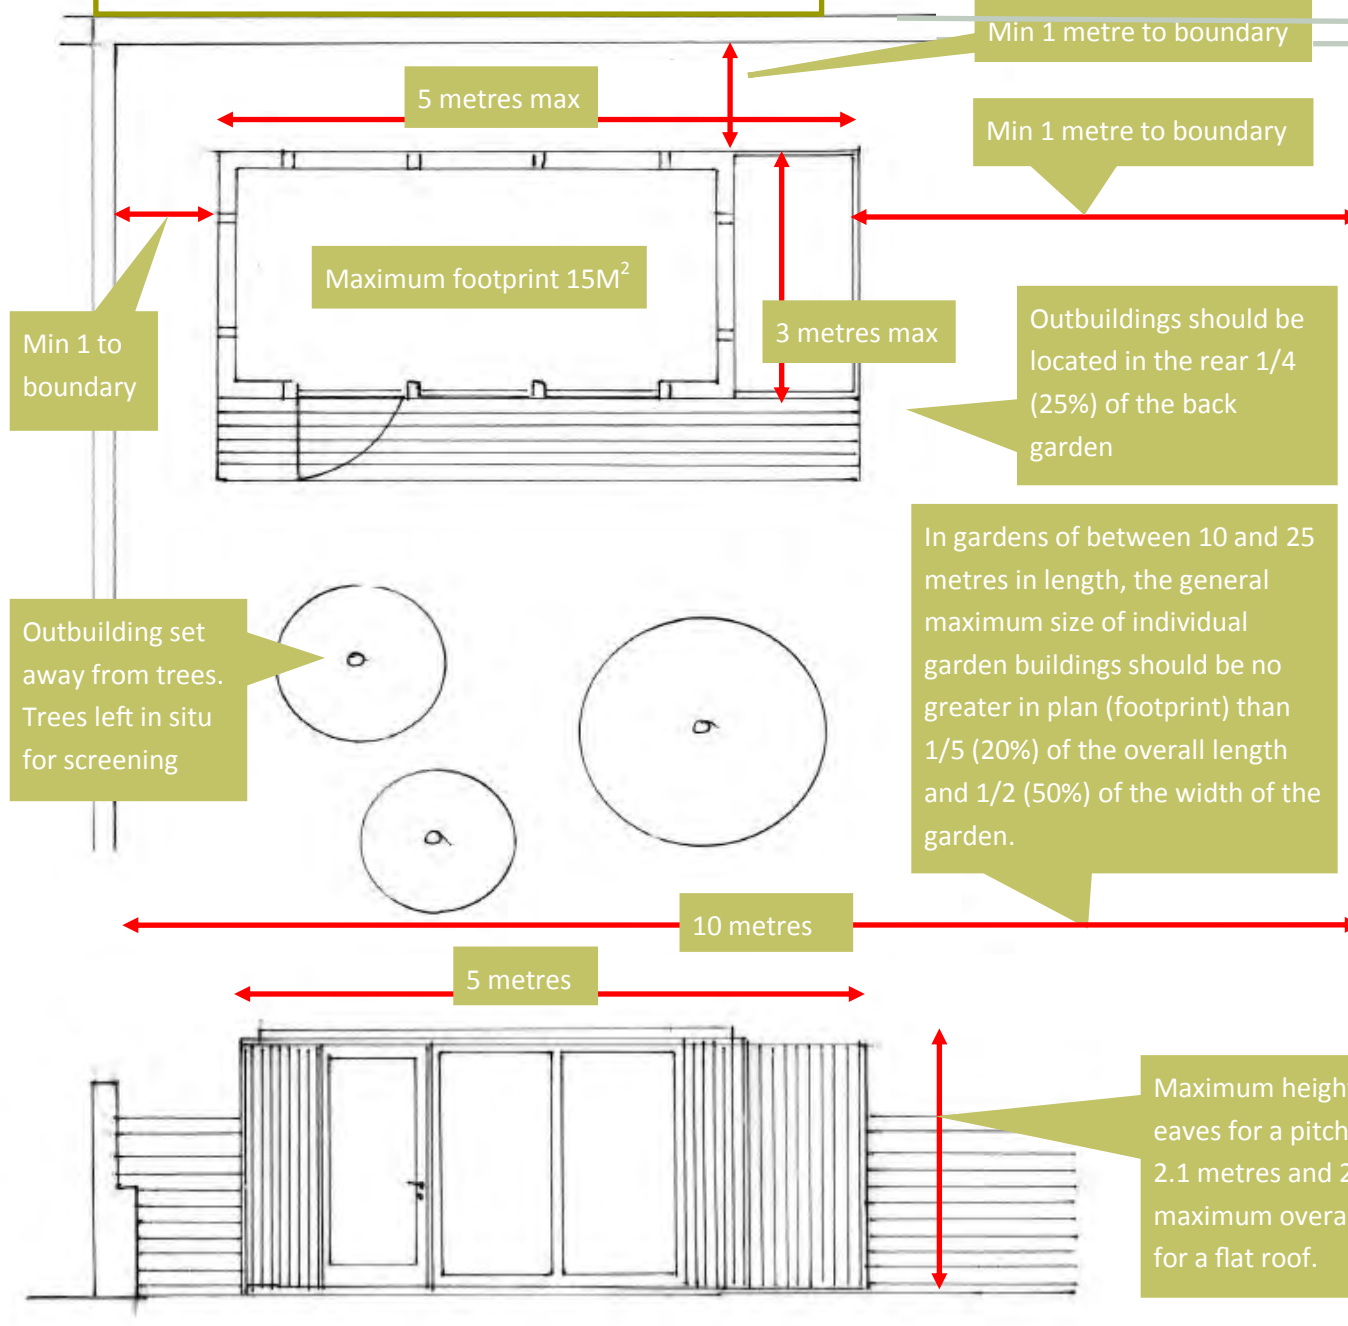 Min 1 metre to boundary
5 metres max
Min 1 metre to boundary
Maximum footprint 15M²
Min 1 to
boundary
3 metres max
Outbuildings should be
located in the rear 1/4
(25%) of the back
garden
In gardens of between 10 and 25
metres in length, the general
maximum size of individual
garden buildings should be no
greater in plan (footprint) than
1/5 (20%) of the overall length
and 1/2 (50%) of the width of the
garden.
Outbuilding set
away from trees.
Trees left in situ
for screening
10 metres
5 metres
Maximum heigh
eaves for a pitch
2.1 metres and 2
maximum overa
for a flat roof.